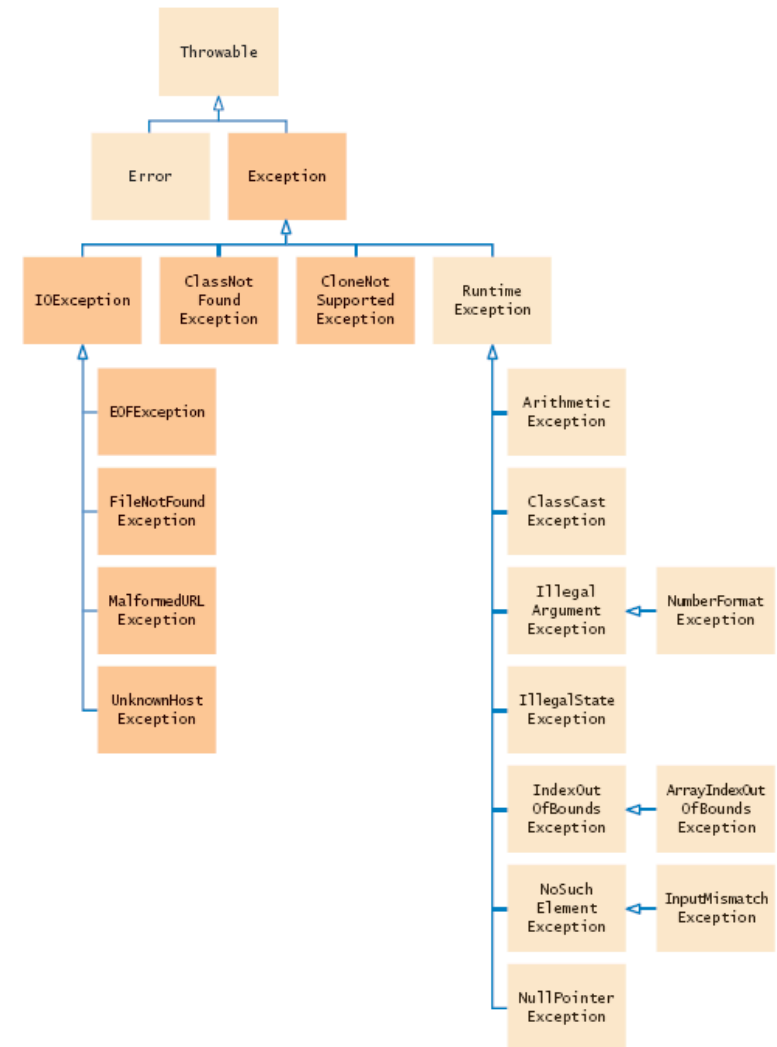 Throwable
Error
Exception
IOException
ClassNot
Found
Exception
CloneNot
Supported
Exception
Runtime
Exception
EOFException
FileNotFound
Exception
MalformedURL
Exception
UnknownHost
Exception
Arithmetic
Exception
ClassCast
Exception
Illegal
Argument
Exception
NumberFormat
Exception
IllegalState
Exception
IndexOut
OfBounds
Exception
ArrayIndexOut
OfBounds
Exception
NoSuch
Element
Exception
InputMismatch
Exception
NullPointer
Exception